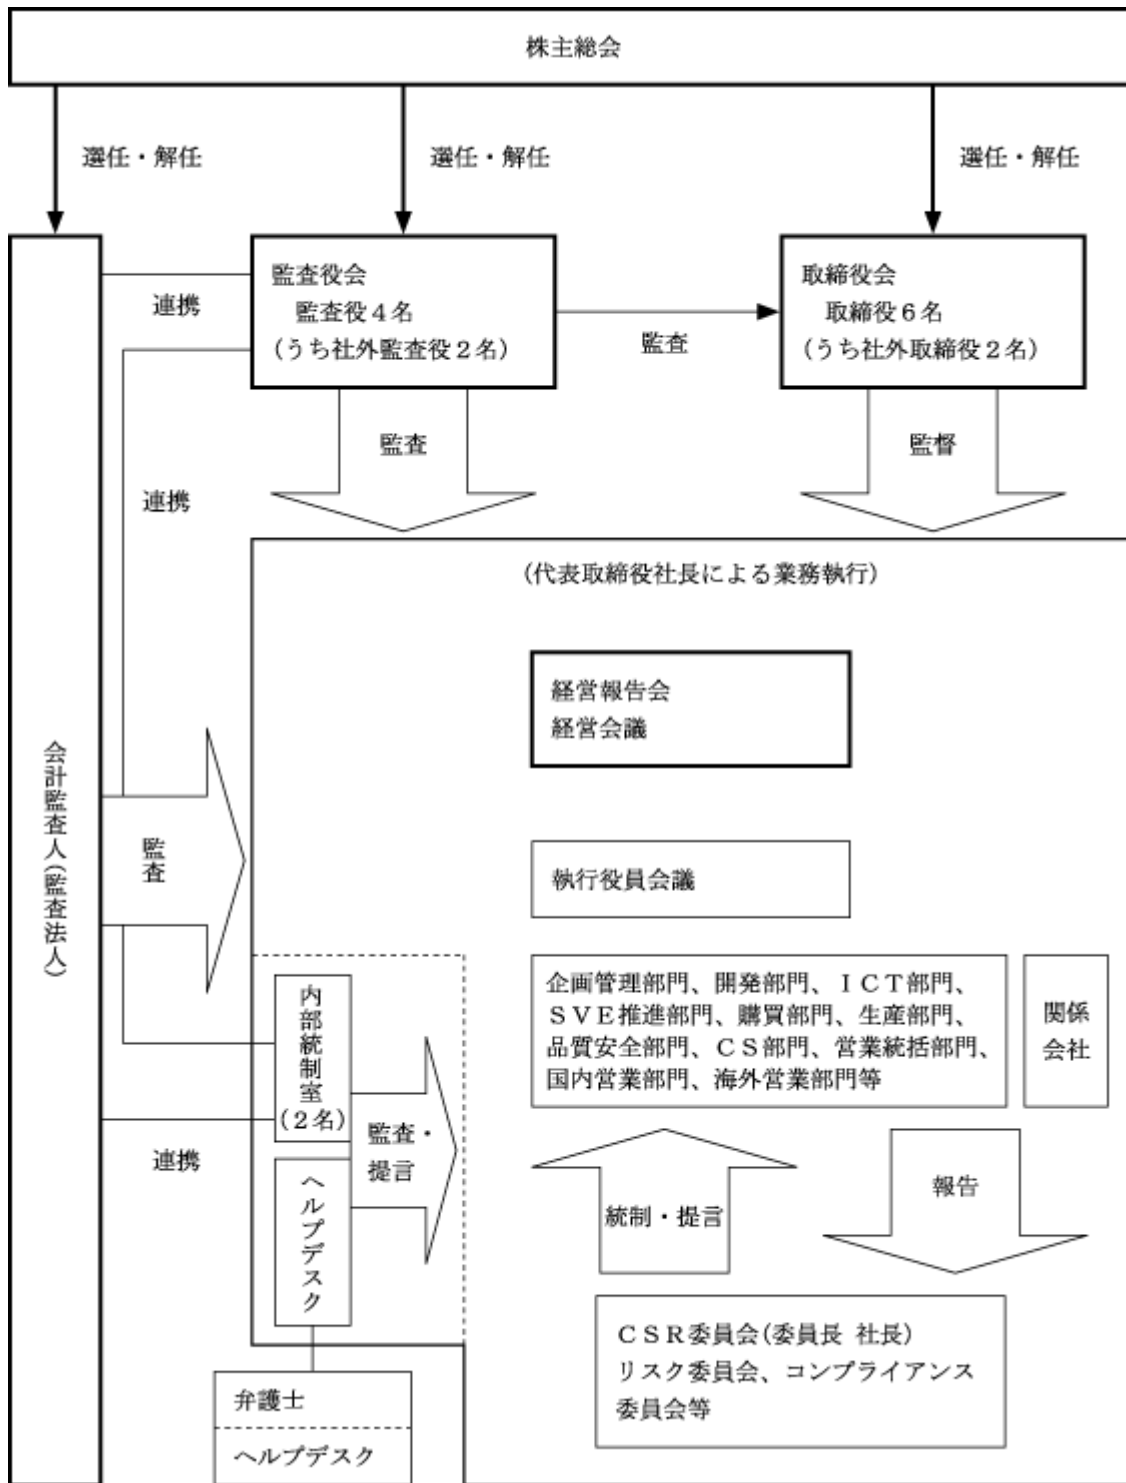 株主総会
選任・解任
選任・解任
選任・解任
監査役会
監査役４名
(うち社外監査役２名)
取締役会
取締役６名
(うち社外取締役２名)
連携
監査
監査
監督
連携
(代表取締役社長による業務執行)
経営報告会
経営会議
会計監査人(監査法人)
監査
執行役員会議
企画管理部門、開発部門、ＩＣＴ部門、
ＳＶＥ推進部門、購買部門、生産部門、
品質安全部門、ＣＳ部門、営業統括部門、
国内営業部門、海外営業部門等
関係
会社
内部統制室
(２名)
監査・
提言
連携
ヘルプデスク
統制・提言
報告
ＣＳＲ委員会(委員長 社長)
リスク委員会、コンプライアンス
委員会等
弁護士
ヘルプデスク